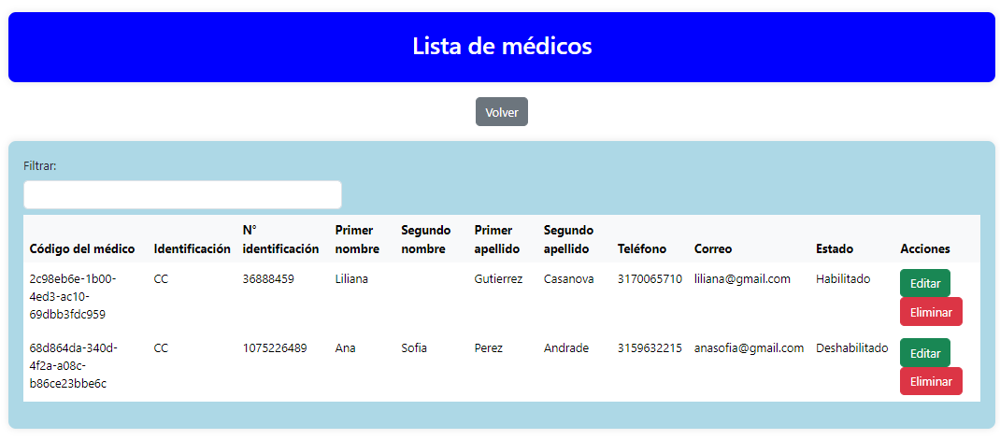 Lista de médicos
Volver
Filtrar:
Código del médico Identificación N° identificación Primer nombre Segundo nombre Primer apellido Segundo apellido Teléfono Correo Estado Acciones
2c98eb6e-1b00-4ed3-ac10-69dbb3fdc959 CC 36888459 Liliana Gutierrez Casanova 3170065710 liliana@gmail.com Habilitado Editar Eliminar
68d864da-340d-4f2a-a08c-b86ce23bbe6c CC 1075226489 Ana Sofia Perez Andrade 3159632215 anasofia@gmail.com Deshabilitado Editar Eliminar